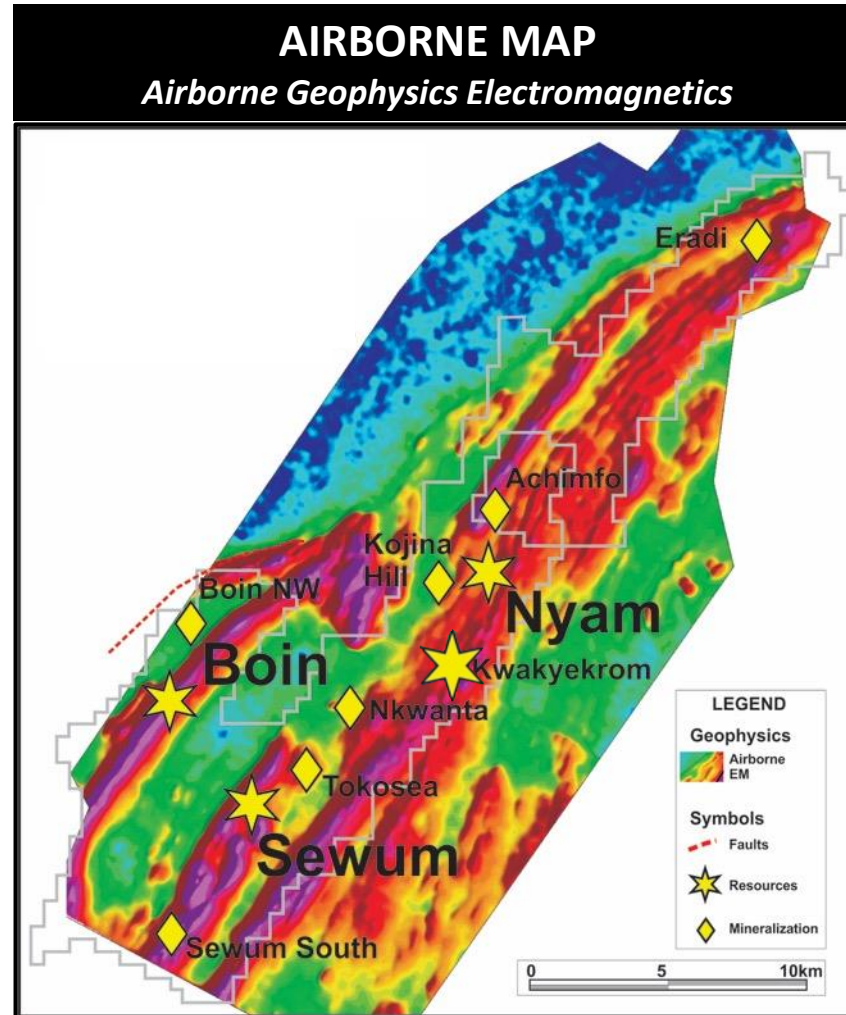 AIRBORNE MAP
Airborne Geophysics Electromagnetics
Eradi
Achimfo
Kojina
Hill
Nyam
Boin NW
Boin
Kwakyekrom
Nkwanta
Tokosea
Sewum
Sewum South
LEGEND
Geophysics
Airborne
EM
Symbols
Faults
Resources
Mineralization
0 5 10km